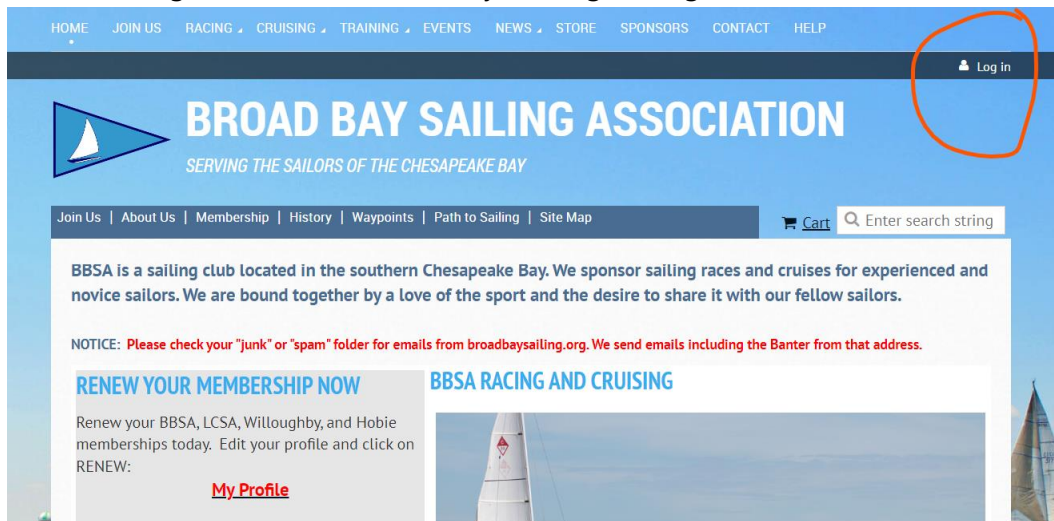 HOME JOIN US RACING CRUISING TRAINING EVENTS NEWS STORE SPONSORS CONTACT HELP
Log in
BROAD BAY SAILING ASSOCIATION
SERVING THE SAILORS OF THE CHESAPEAKE BAY
Join Us | About Us | Membership | History | Waypoints | Path to Sailing | Site Map
Cart Enter search string
BBSA is a sailing club located in the southern Chesapeake Bay. We sponsor sailing races and cruises for experienced and
novice sailors. We are bound together by a love of the sport and the desire to share it with our fellow sailors.
NOTICE: Please check your "junk" or "spam" folder for emails from broadbaysailing.org. We send emails including the Banter from that address.
RENEW YOUR MEMBERSHIP NOW
Renew your BBSA, LCSA, Willoughby, and Hobie
memberships today. Edit your profile and click on
RENEW:
My Profile
BBSA RACING AND CRUISING